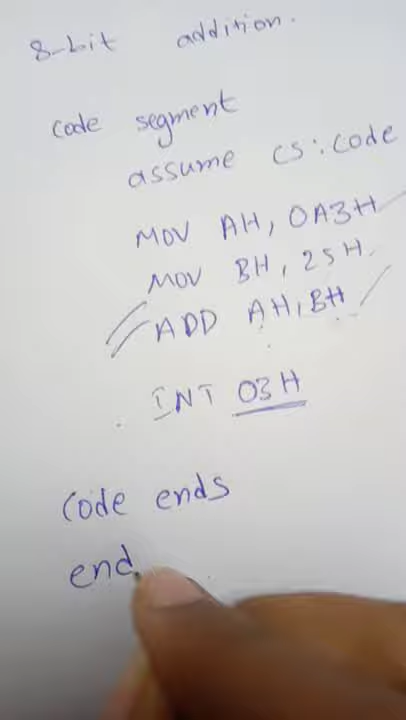 8-bit addition.
Code segment
assume CS:code
MOV AH, 0A3H
MOV BH, 25H
ADD AH, BH
INT 03H
Code ends
end